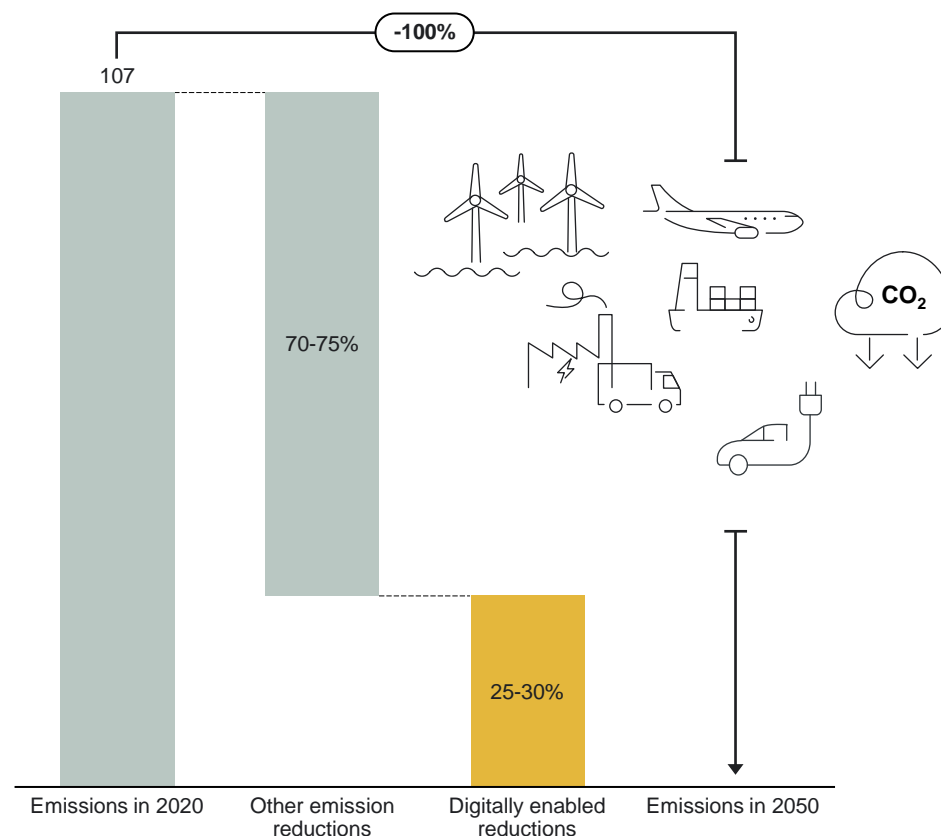 -100%
107
70-75%
CO₂
25-30%
Emissions in 2020
Other emission
reductions
Digitally enabled
reductions
Emissions in 2050